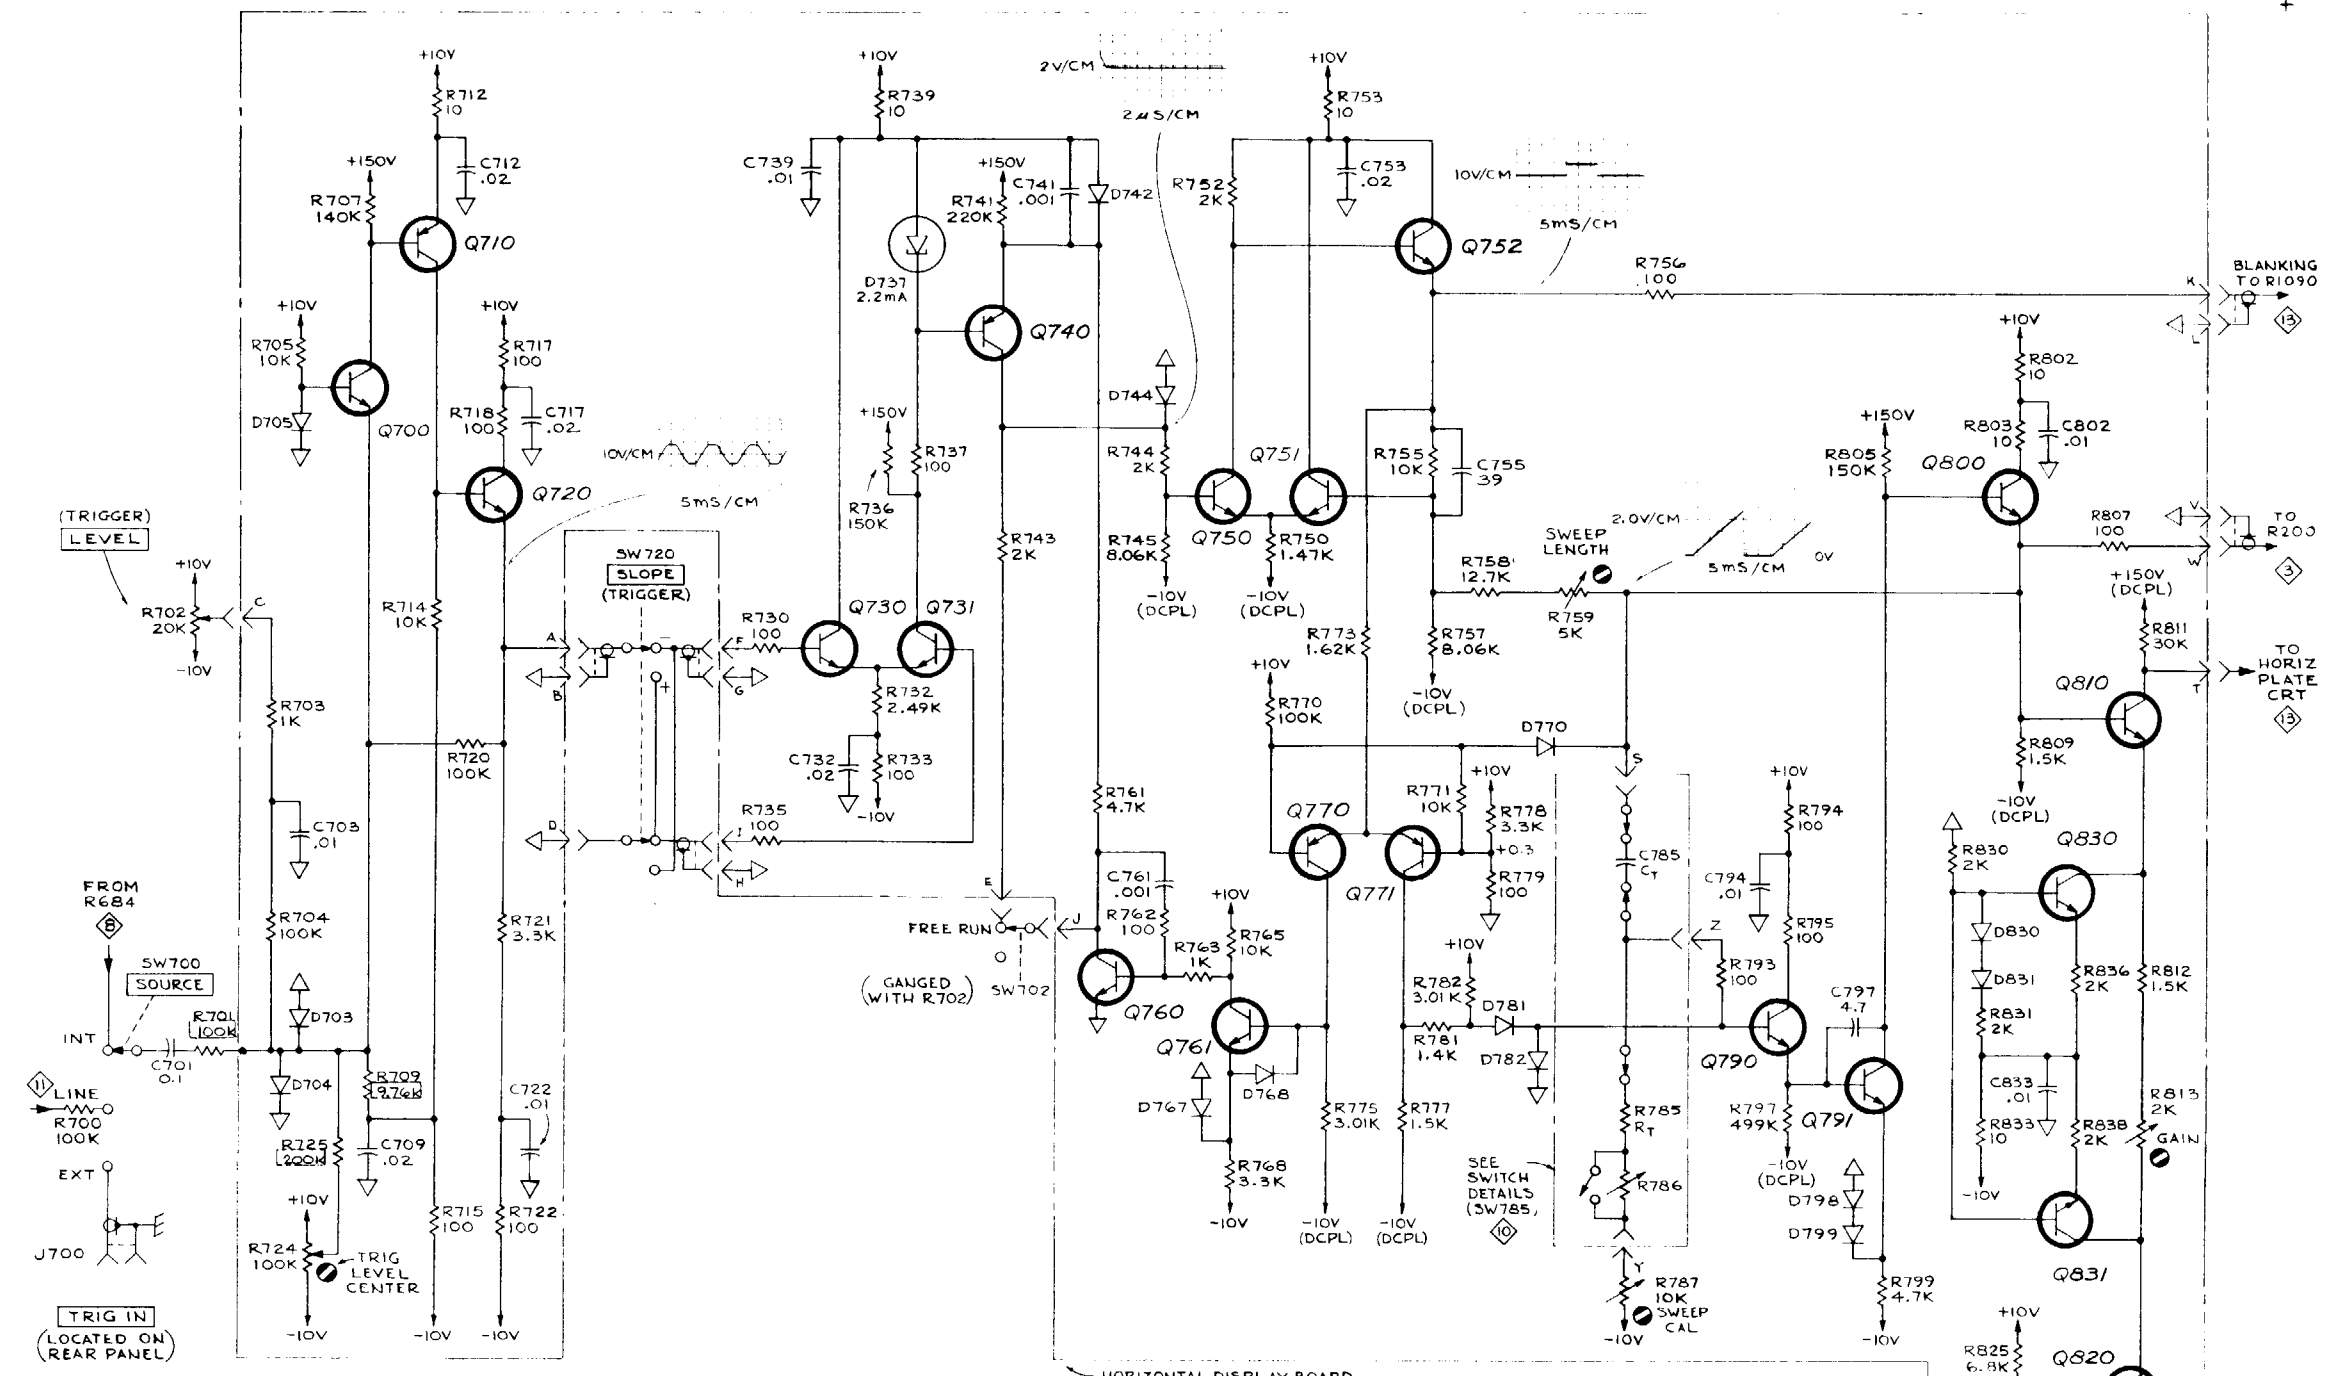 +
+10V
R712
10
C712
.02
+150V
R707
140K
Q710
+10V
R705
10K
D705
Q700
+10V
R717
100
R718
100
C717
.02
10V/CM
5mS/CM
Q720
(TRIGGER)
LEVEL
+10V
R702
20K
-10V
C
R703
1K
C703
.01
R704
100K
R714
10K
R720
100K
FROM
R684
8
SW700
SOURCE
INT
C701
0.1
R701
100K
D703
D704
R709
9.76K
C709
.02
11
LINE
R700
100K
EXT
J700
TRIG IN
(LOCATED ON
REAR PANEL)
R725
200K
+10V
R724
100K
-10V
TRIG
LEVEL
CENTER
R715
100
-10V
R721
3.3K
C722
.01
R722
100
-10V
SW720
SLOPE
(TRIGGER)
A
B
D
-
+
F
G
I
H
R730
100
R735
100
Q730
Q731
R732
2.49K
C732
.02
R733
100
-10V
+10V
R739
10
C739
.01
D737
2.2mA
+150V
R736
150K
R737
100
+150V
R741
220K
C741
.001
D742
Q740
2V/CM
2µS/CM
D744
R744
2K
R745
8.06K
-10V
(DCPL)
R743
2K
E
FREE RUN
J
(GANGED
WITH R702)
SW702
R761
4.7K
C761
.001
R762
100
R763
1K
Q760
+10V
R765
10K
Q761
D767
D768
R768
3.3K
-10V
+10V
R753
10
C753
.02
R752
2K
Q752
10V/CM
5mS/CM
R756
100
K
L
BLANKING
TO R1090
13
Q750
Q751
R750
1.47K
-10V
(DCPL)
R755
10K
C755
39
R773
1.62K
R757
8.06K
-10V
(DCPL)
R758
12.7K
SWEEP
LENGTH
R759
5K
2.0V/CM
5mS/CM
0V
+10V
R770
100K
D770
Q770
Q771
R771
10K
+10V
R778
3.3K
+0.3
R779
100
R775
3.01K
-10V
(DCPL)
R777
1.5K
-10V
(DCPL)
+10V
R782
3.01K
R781
1.4K
D781
D782
S
C785
CT
Z
R785
RT
R786
SEE
SWITCH
DETAILS
(SW785)
10
Y
R787
10K
SWEEP
CAL
-10V
R793
100
+10V
R794
100
C794
.01
R795
100
Q790
C797
4.7
R797
499K
-10V
(DCPL)
Q791
D798
D799
R799
4.7K
-10V
+150V
R805
150K
+10V
R802
10
R803
10
C802
.01
Q800
R807
100
V
W
TO
R200
3
R809
1.5K
-10V
(DCPL)
+150V
(DCPL)
R811
30K
T
TO
HORIZ
PLATE
CRT
13
Q810
R830
2K
Q830
D830
D831
R831
2K
R836
2K
R812
1.5K
C833
.01
R833
10
-10V
R838
2K
R813
2K
GAIN
Q831
+10V
R825
6.8K
Q820
HORIZONTAL DISPLAY BOARD